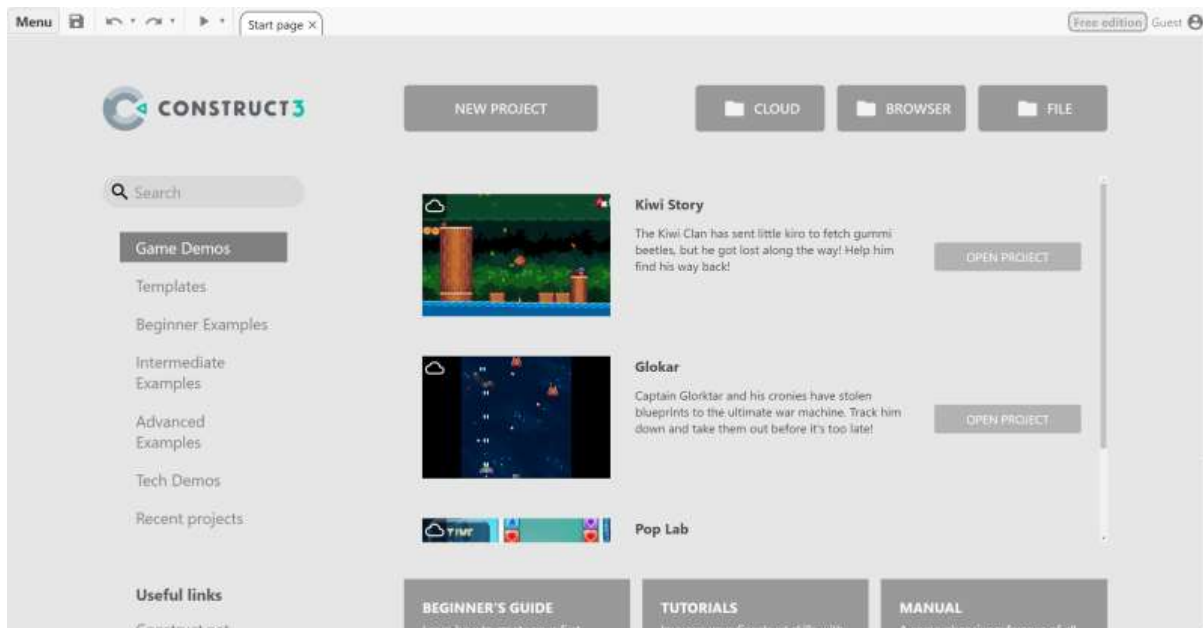 Menu
Start page
Free edition Guest
CONSTRUCT3
NEW PROJECT
CLOUD
BROWSER
FILE
Search
Game Demos
Templates
Beginner Examples
Intermediate
Examples
Advanced
Examples
Tech Demos
Recent projects
Useful links
Kiwi Story
The Kiwi Clan has sent little kiro to fetch gummi
beetles, but he got lost along the way! Help him
find his way back!
OPEN PROJECT
Glokar
Captain Glorktar and his cronies have stolen
blueprints to the ultimate war machine. Track him
down and take them out before it's too late!
OPEN PROJECT
TIME
Pop Lab
BEGINNER'S GUIDE
TUTORIALS
MANUAL